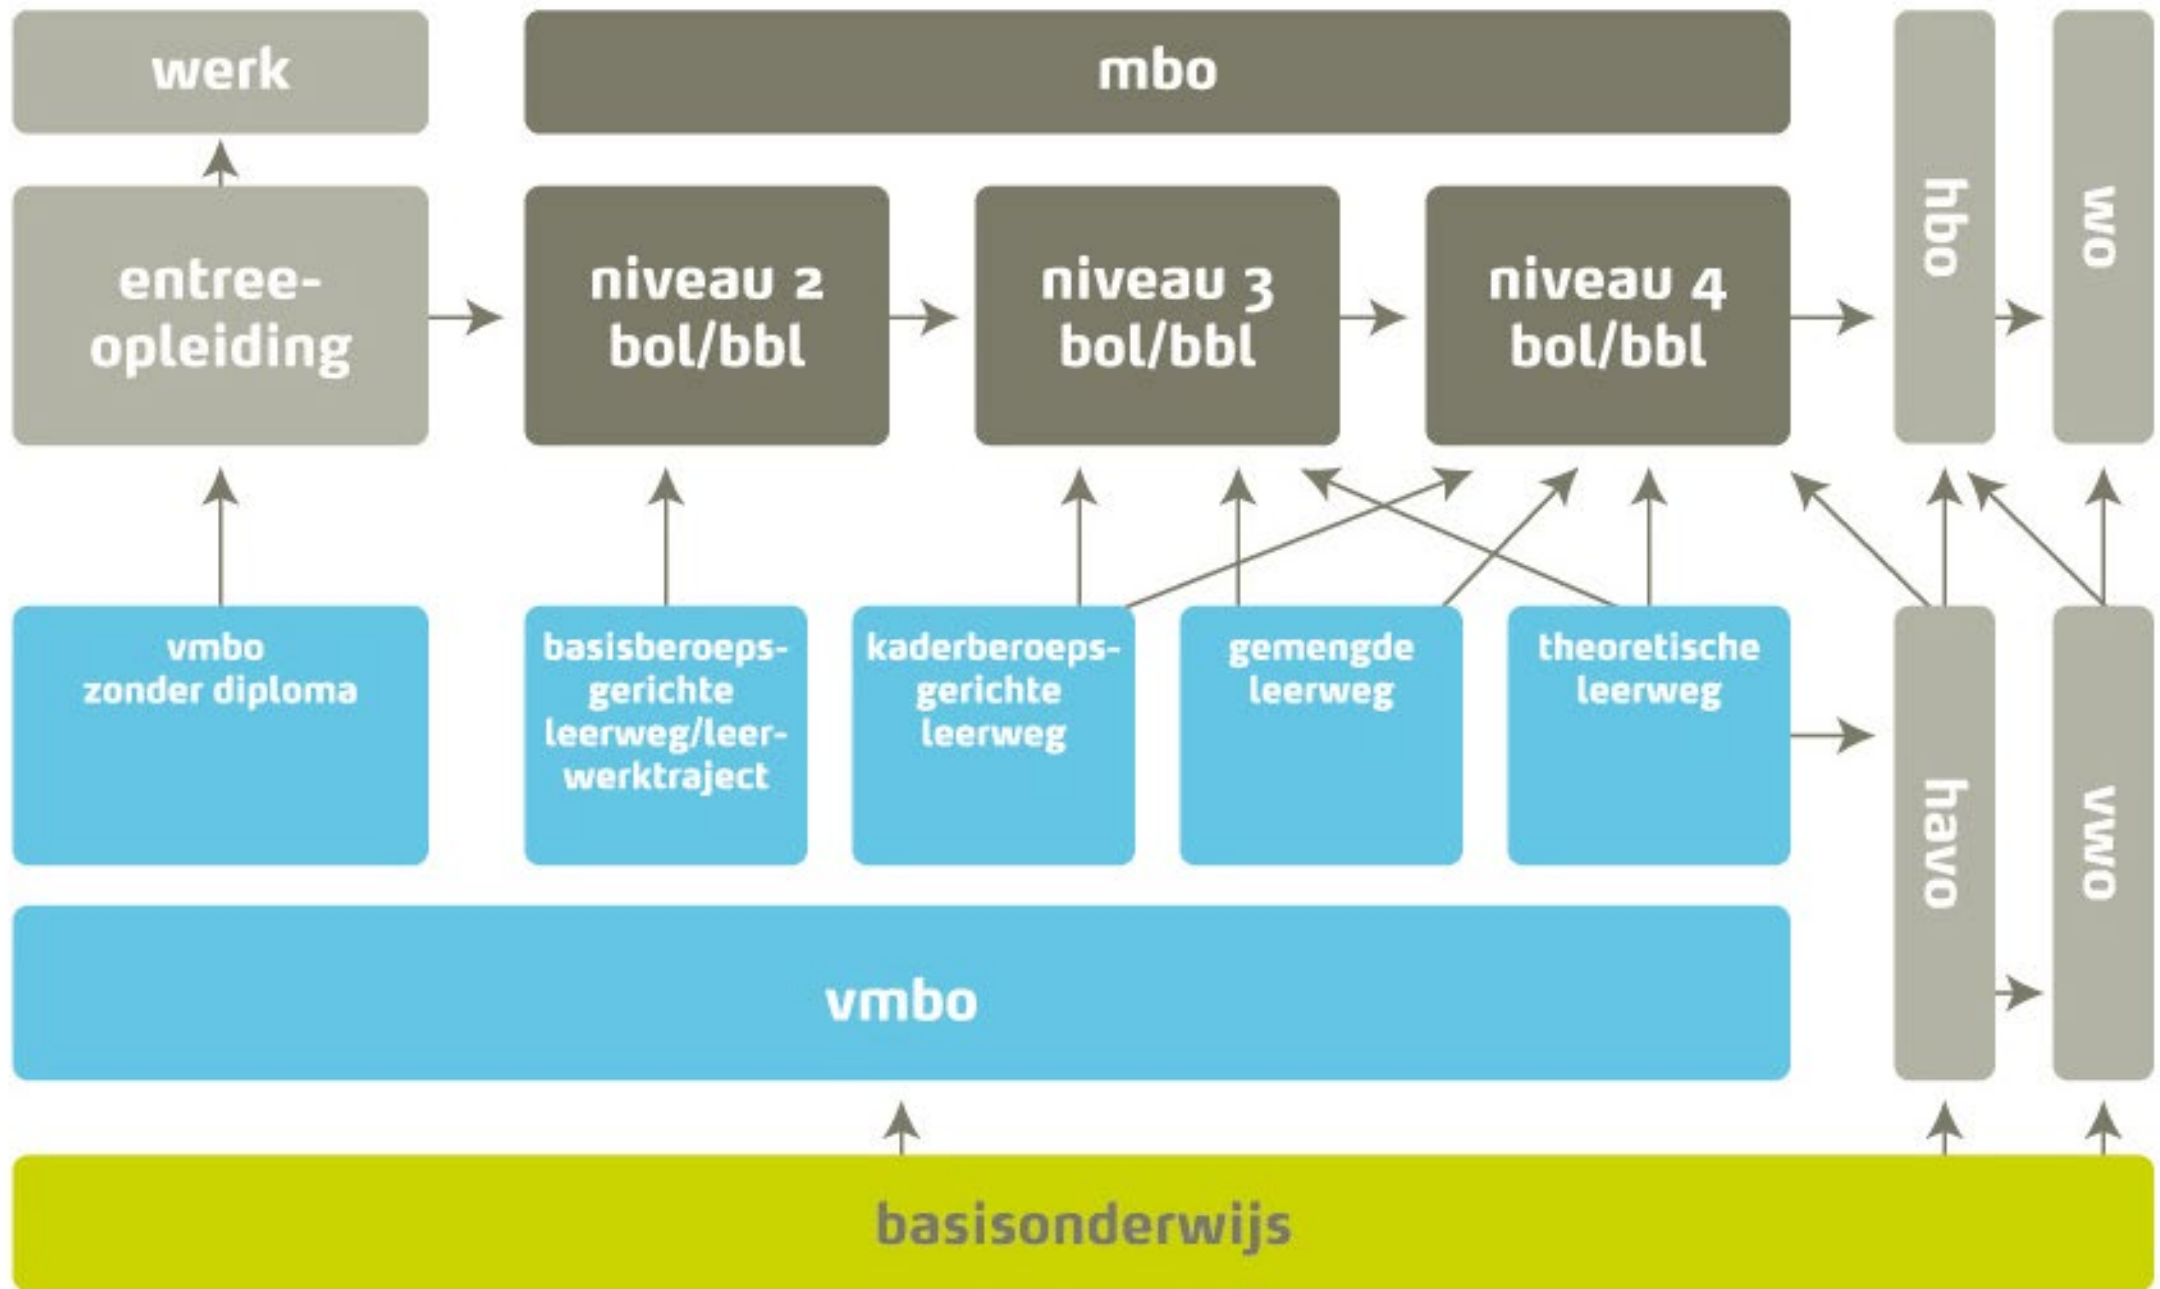 werk
mbo
entree-
opleiding
niveau 2
bol/bbl
niveau 3
bol/bbl
niveau 4
bol/bbl
hbo
wo
vmbo
zonder diploma
basisberoeps-
gerichte
leerweg/leer-
werktraject
kaderberoeps-
gerichte
leerweg
gemengde
leerweg
theoretische
leerweg
havo
vwo
vmbo
basisonderwijs